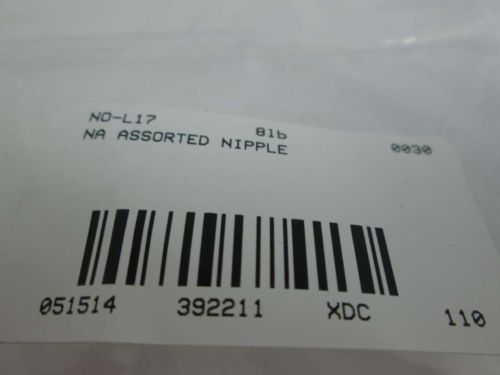 NO-L17 81b
NA ASSORTED NIPPLE 0030
051514 392211 XDC 110